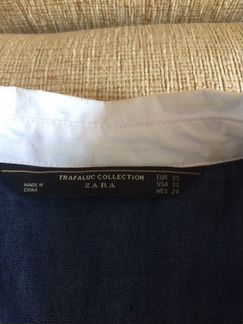 TRAFALUC COLLECTION
ZARA
MADE IN
CHINA
EUR XS
USA XS
MEX 24